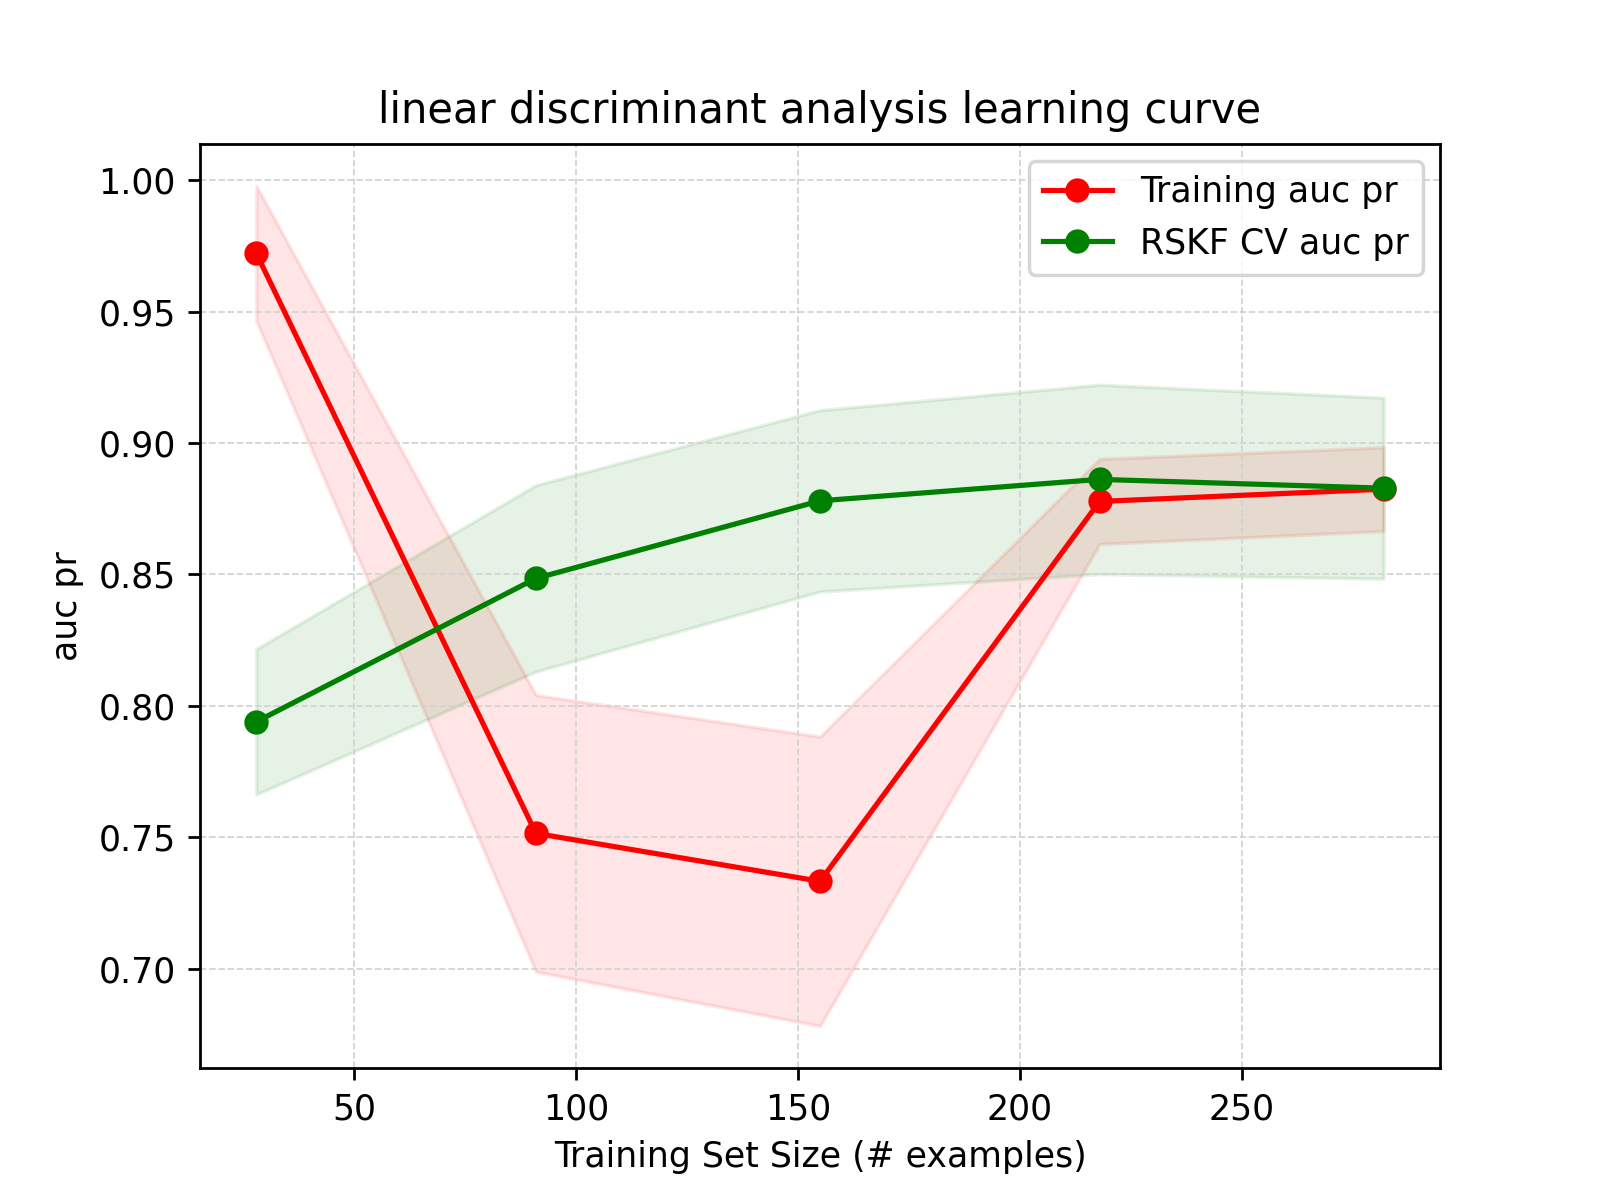 linear discriminant analysis learning curve
Training auc pr
RSKF CV auc pr
1.00
0.95
0.90
0.85
0.80
0.75
0.70
auc pr
50 100 150 200 250
Training Set Size (# examples)